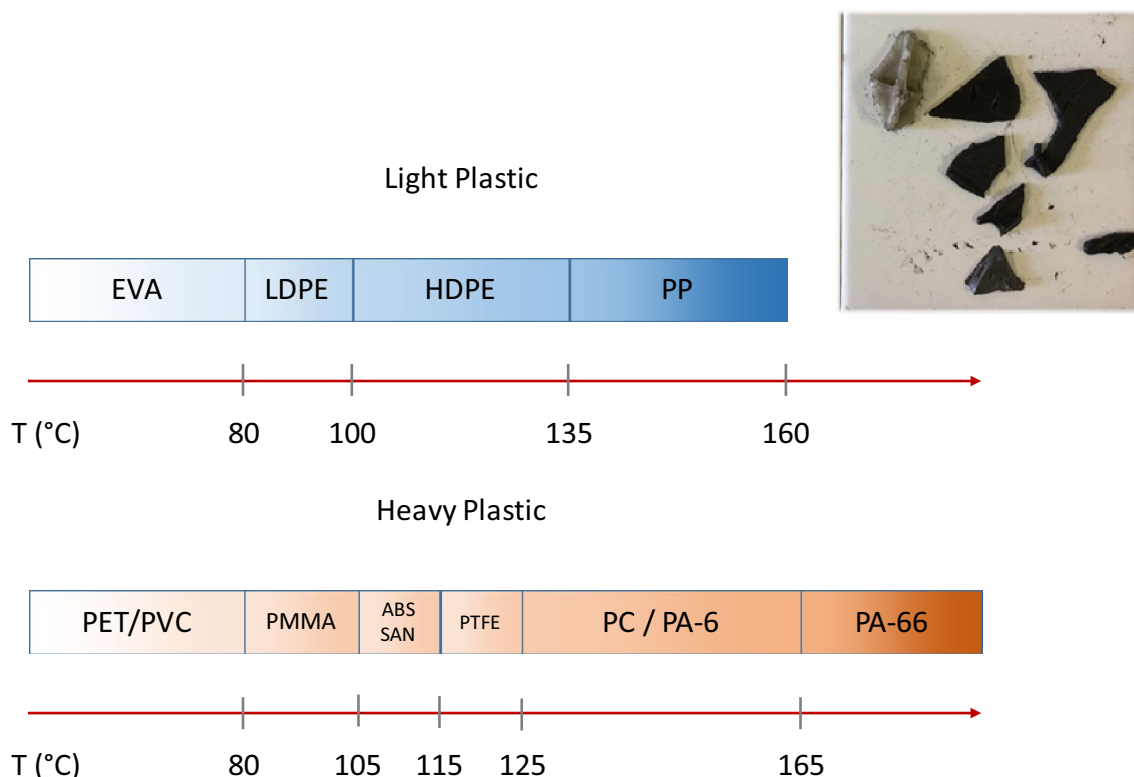 Light Plastic
EVA LDPE HDPE PP
T (°C) 80 100 135 160
Heavy Plastic
PET/PVC PMMA ABS SAN PTFE PC / PA-6 PA-66
T (°C) 80 105 115 125 165